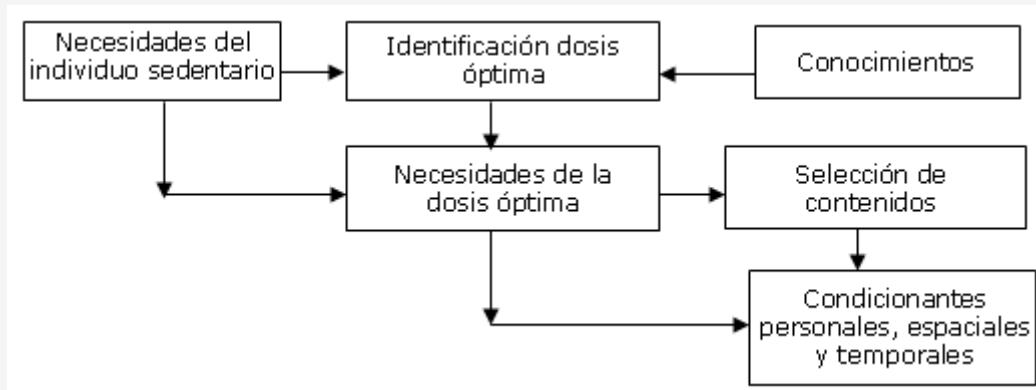 Necesidades del
individuo sedentario
Identificación dosis
óptima
Conocimientos
Necesidades de la
dosis óptima
Selección de
contenidos
Condicionantes
personales, espaciales
y temporales